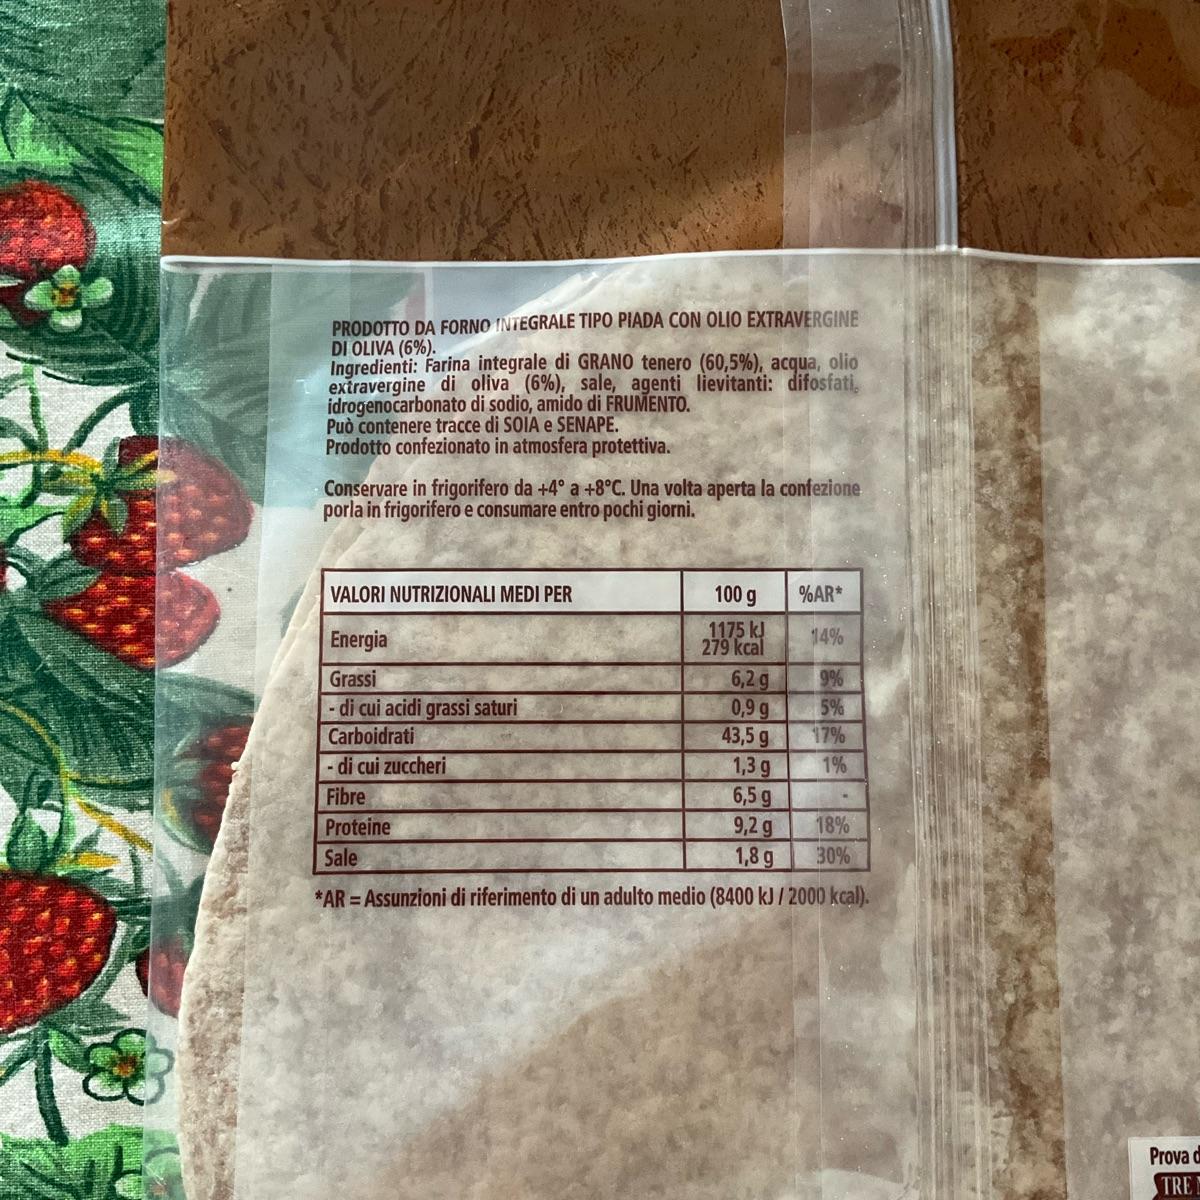 PRODOTTO DA FORNO INTEGRALE TIPO PIADA CON OLIO EXTRAVERGINE
DI OLIVA (6%).
Ingredienti: Farina integrale di GRANO tenero (60,5%), acqua, olio
extravergine di oliva (6%), sale, agenti lievitanti: difosfati,
idrogenocarbonato di sodio, amido di FRUMENTO.
Può contenere tracce di SOIA e SENAPE.
Prodotto confezionato in atmosfera protettiva.
Conservare in frigorifero da +4° a +8°C. Una volta aperta la confezione
porla in frigorifero e consumare entro pochi giorni.
VALORI NUTRIZIONALI MEDI PER 100 g %AR*
Energia 1175 kJ 14%
279 kcal
Grassi 6,2 g 9%
- di cui acidi grassi saturi 0,9 g 5%
Carboidrati 43,5 g 17%
- di cui zuccheri 1,3 g 1%
Fibre 6,5 g -
Proteine 9,2 g 18%
Sale 1,8 g 30%
*AR = Assunzioni di riferimento di un adulto medio (8400 kJ / 2000 kcal).
Prova
TRE